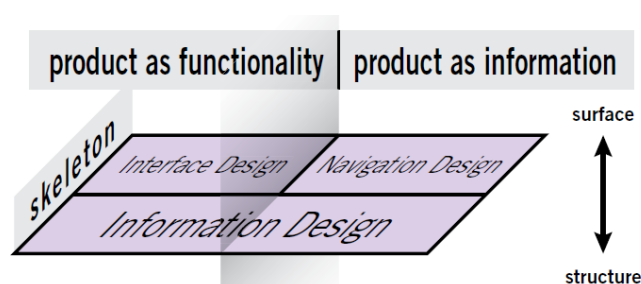 product as functionality
product as information
surface
skeleton
Interface Design
Navigation Design
Information Design
structure